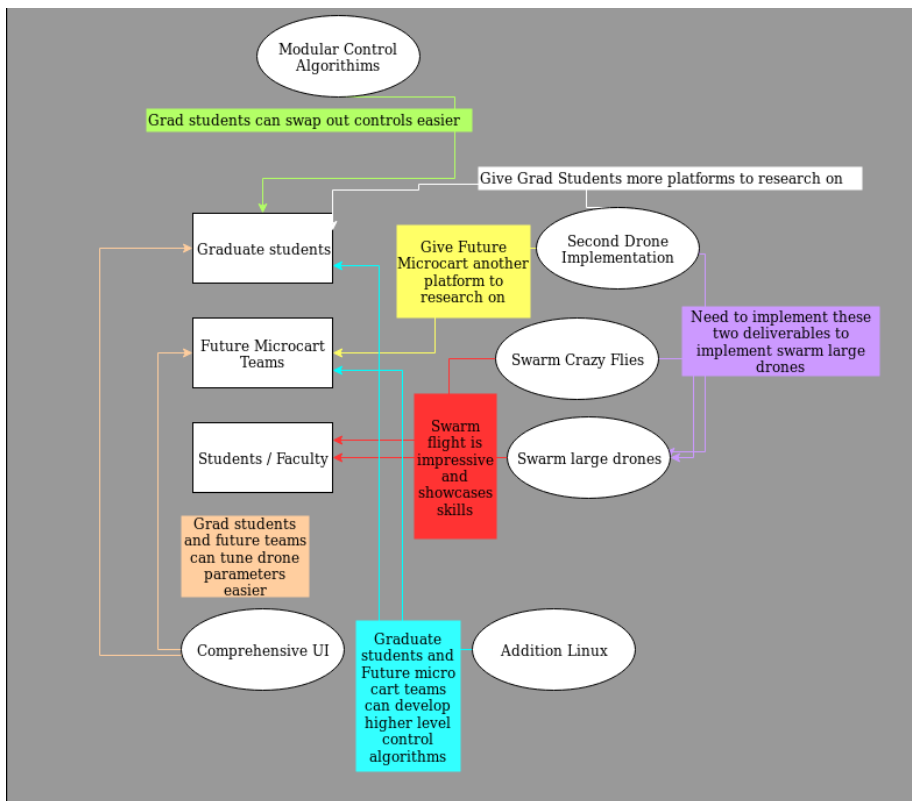 Modular Control
Algorithims
Grad students can swap out controls easier
Give Grad Students more platforms to research on
Graduate students
Give Future
Microcart another
platform to
research on
Second Drone
Implementation
Need to implement these
two deliverables to
implement swarm large
drones
Future Microcart
Teams
Swarm Crazy Flies
Students / Faculty
Swarm
flight is
impressive
and
showcases
skills
Swarm large drones
Grad students
and future teams
can tune drone
parameters
easier
Comprehensive UI
Graduate
students and
Future micro
cart teams
can develop
higher level
control
algorithms
Addition Linux